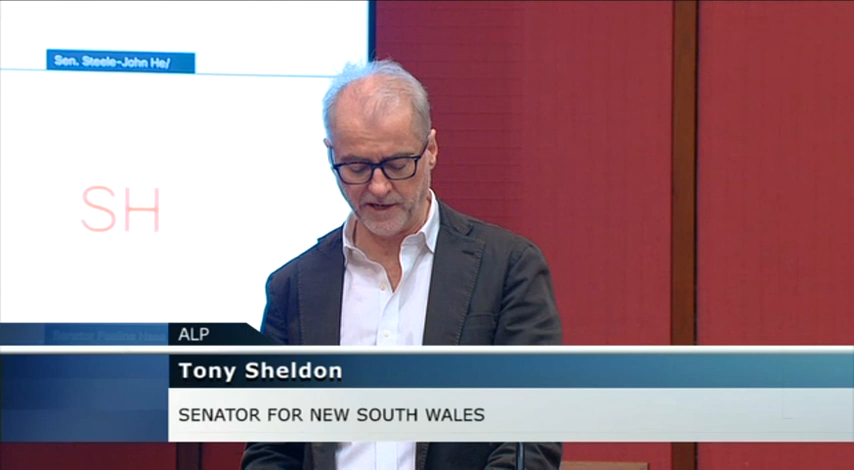 Sen. Steele-John He/
SH
ALP
Tony Sheldon
SENATOR FOR NEW SOUTH WALES